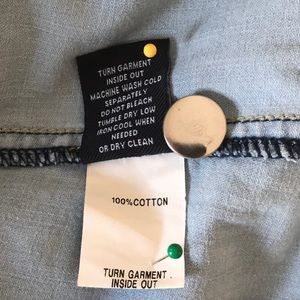 TURN GARMENT
INSIDE OUT
MACHINE WASH COLD
SEPARATELY
DO NOT BLEACH
TUMBLE DRY LOW
IRON COOL WHEN
NEEDED
OR DRY CLEAN
100%COTTON
TURN GARMENT.
INSIDE OUT